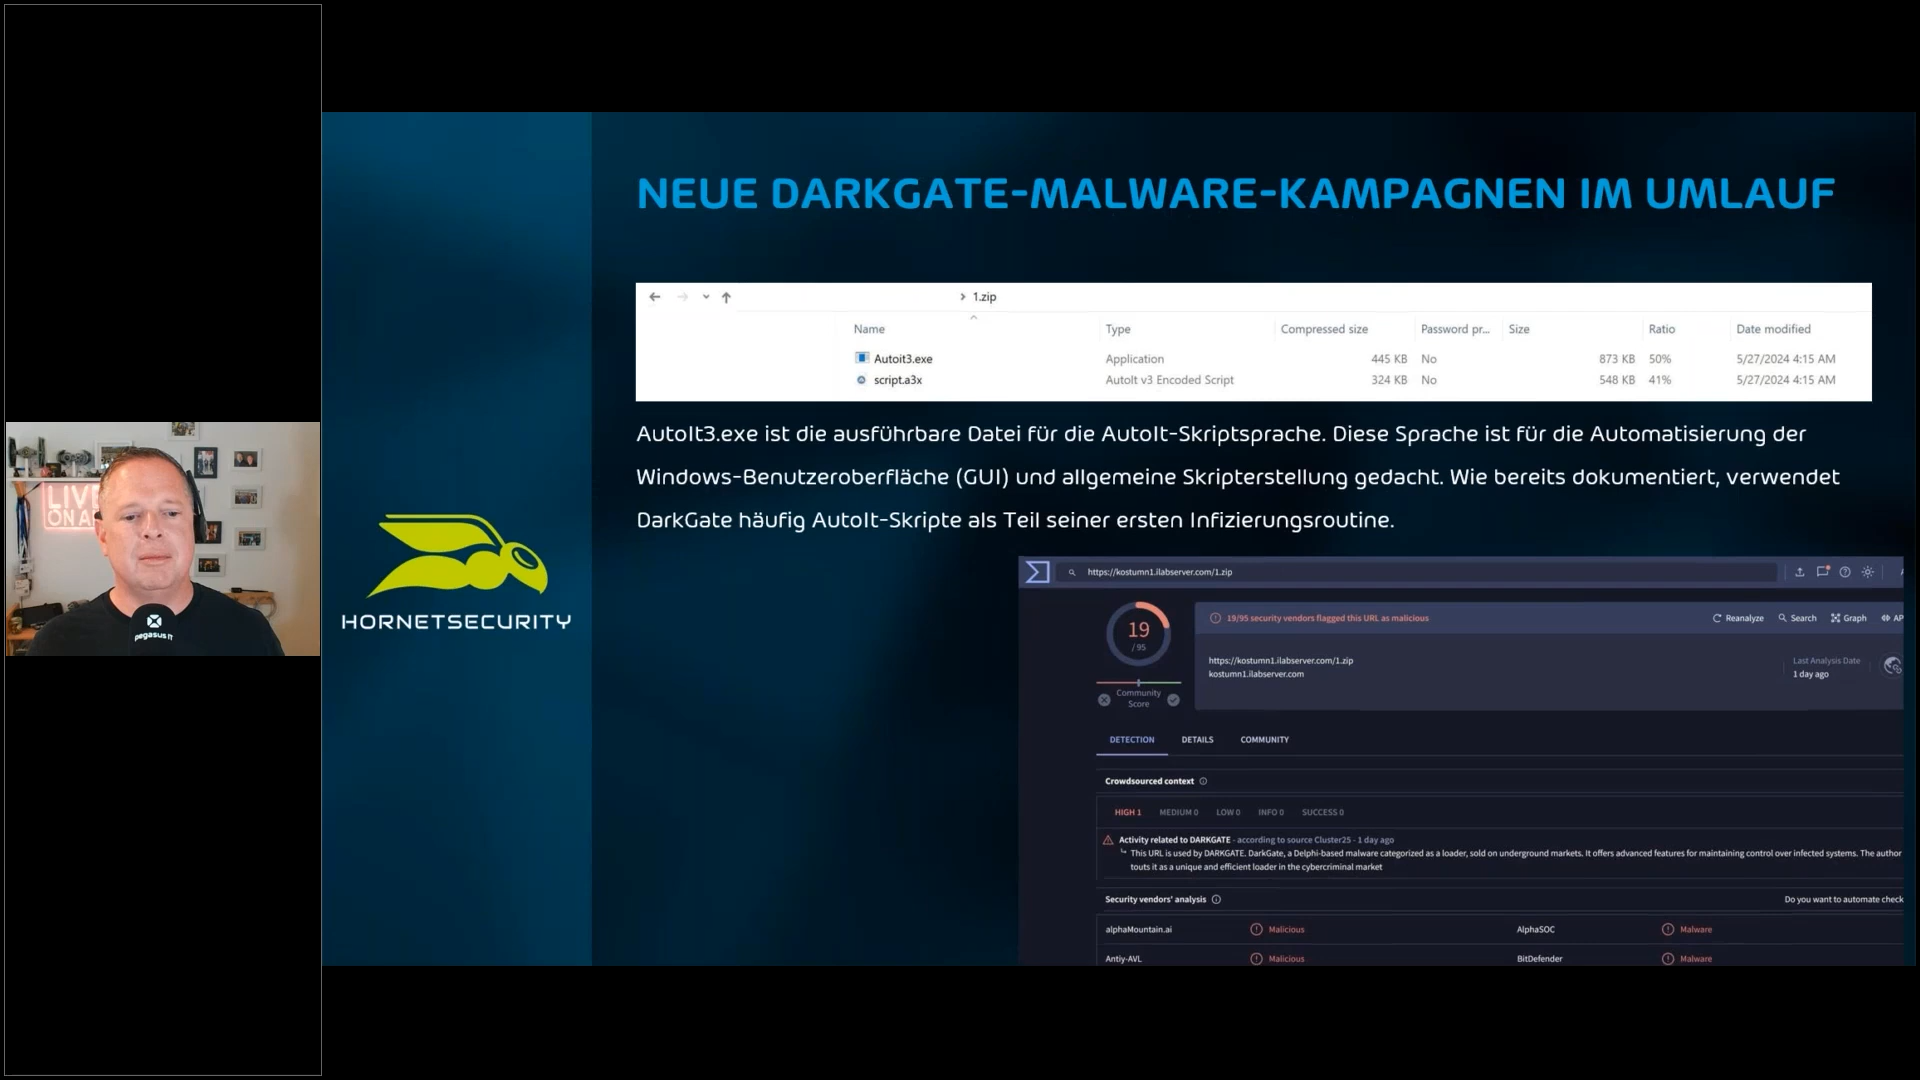 NEUE DARKGATE-MALWARE-KAMPAGNEN IM UMLAUF
1.zip
Name Type Compressed size Password pr... Size Ratio Date modified
Autoit3.exe Application 445 KB No 873 KB 50% 5/27/2024 4:15 AM
script.a3x AutoIt v3 Encoded Script 324 KB No 548 KB 41% 5/27/2024 4:15 AM
AutoIt3.exe ist die ausführbare Datei für die AutoIt-Skriptsprache. Diese Sprache ist für die Automatisierung der
Windows-Benutzeroberfläche (GUI) und allgemeine Skripterstellung gedacht. Wie bereits dokumentiert, verwendet
DarkGate häufig AutoIt-Skripte als Teil seiner ersten Infizierungsroutine.
LIVE
ON A
pegasus IT
HORNETSECURITY
https://kostumn1.ilabserver.com/1.zip
19
/ 95
Community
Score
19/95 security vendors flagged this URL as malicious
Reanalyze Search Graph AP
https://kostumn1.ilabserver.com/1.zip
kostumn1.ilabserver.com
Last Analysis Date
1 day ago
DETECTION DETAILS COMMUNITY
Crowdsourced context
HIGH 1 MEDIUM 0 LOW 0 INFO 0 SUCCESS 0
Activity related to DARKGATE - according to source Cluster25 - 1 day ago
This URL is used by DARKGATE. DarkGate, a Delphi-based malware categorized as a loader, sold on underground markets. It offers advanced features for maintaining control over infected systems. The author
touts it as a unique and efficient loader in the cybercriminal market
Security vendors' analysis Do you want to automate check
alphaMountain.ai Malicious AlphaSOC Malware
Antiy-AVL Malicious BitDefender Malware